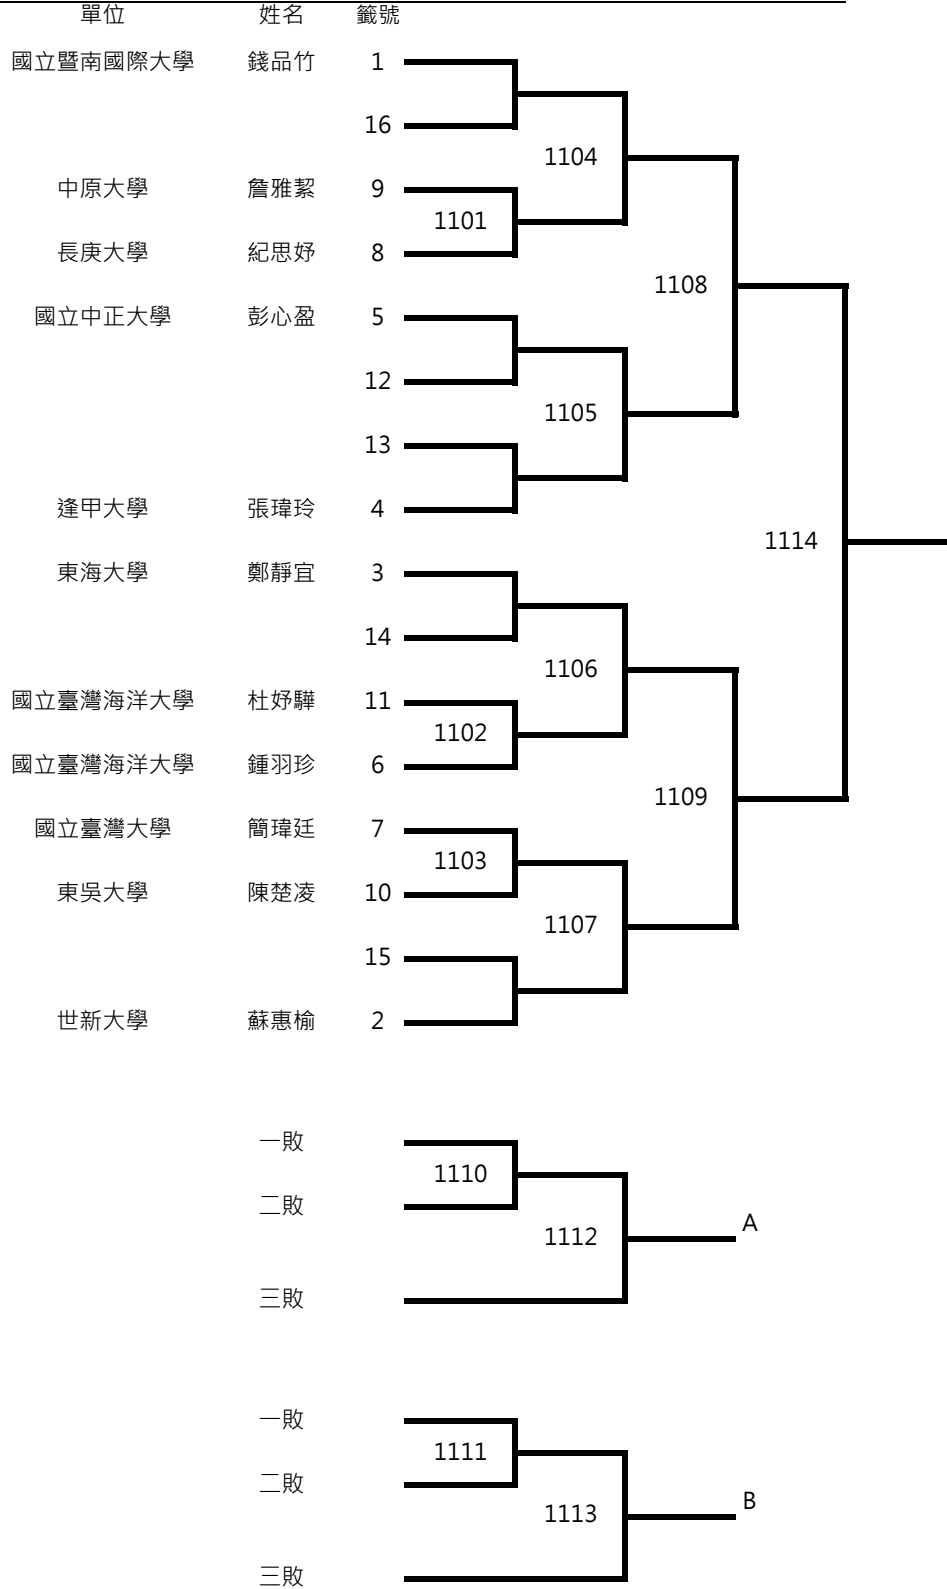 單位 姓名 籤號
國立暨南國際大學 錢品竹 1
16
1104
中原大學 詹雅絜 9
1101
長庚大學 紀思妤 8
1108
國立中正大學 彭心盈 5
12
1105
13
逢甲大學 張瑋玲 4
1114
東海大學 鄭靜宜 3
14
1106
國立臺灣海洋大學 杜妤驊 11
1102
國立臺灣海洋大學 鍾羽珍 6
1109
國立臺灣大學 簡瑋廷 7
1103
東吳大學 陳楚凌 10
1107
15
世新大學 蘇惠榆 2
一敗
1110
二敗
A
1112
三敗
一敗
1111
二敗
B
1113
三敗